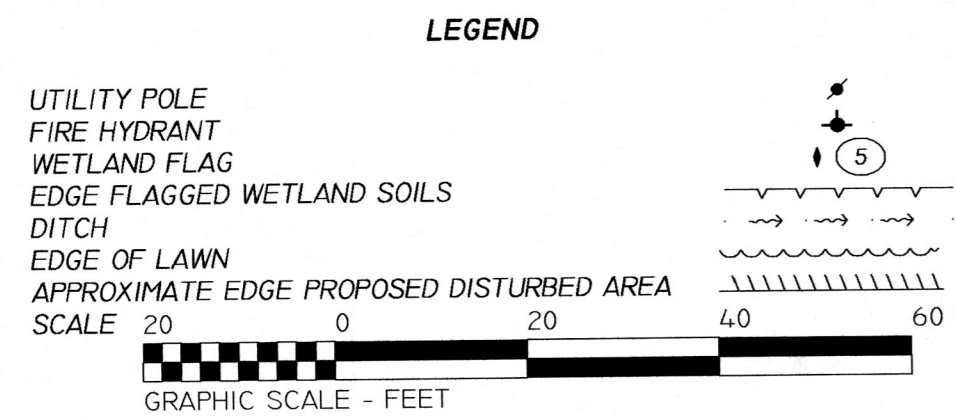 LEGEND
UTILITY POLE
FIRE HYDRANT
WETLAND FLAG 5
EDGE FLAGGED WETLAND SOILS
DITCH
EDGE OF LAWN
APPROXIMATE EDGE PROPOSED DISTURBED AREA
SCALE 20 0 20 40 60
GRAPHIC SCALE - FEET